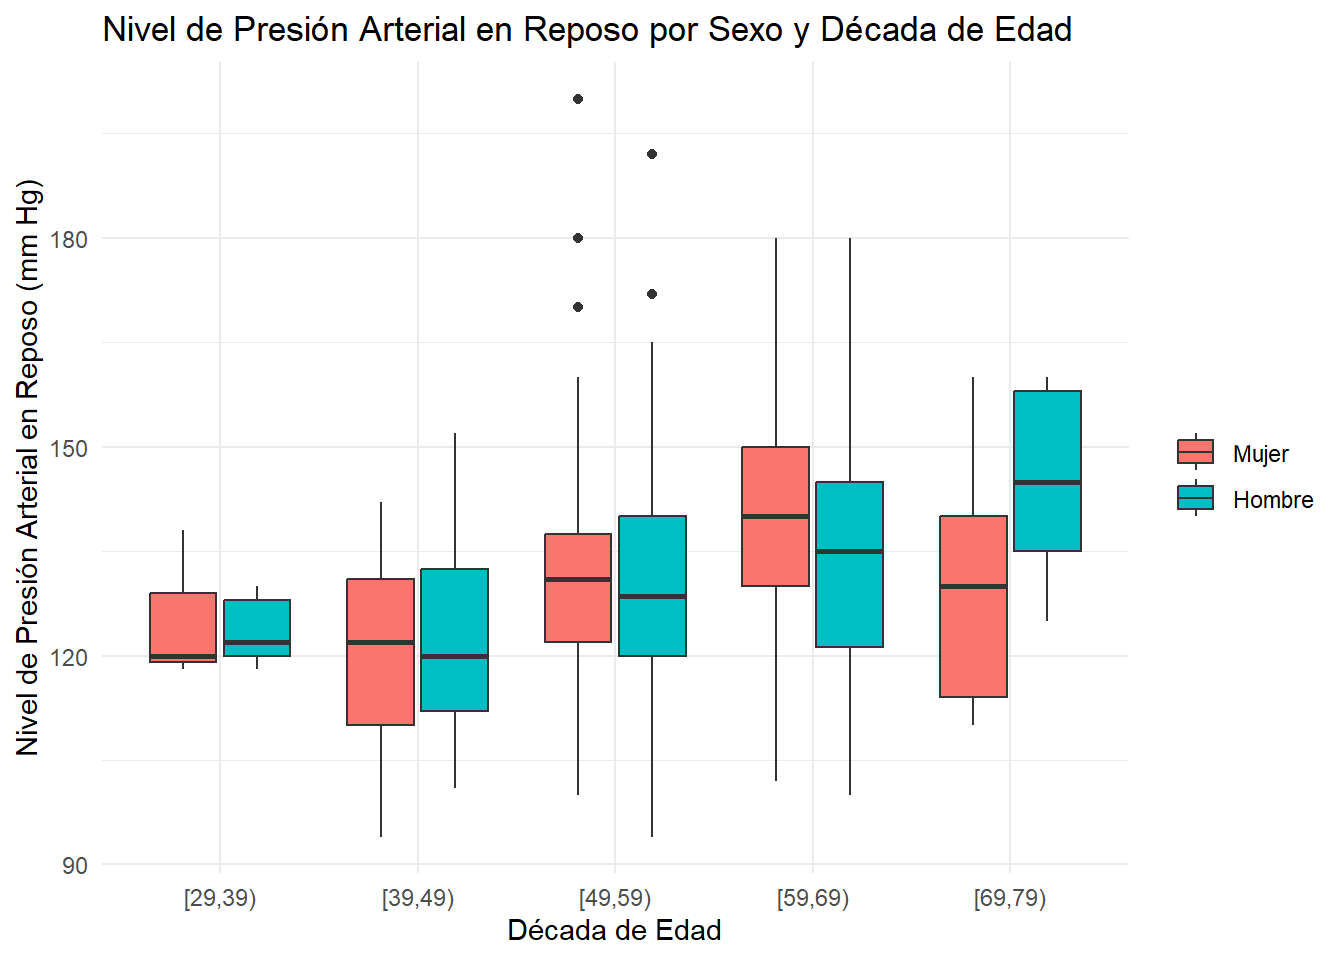 Nivel de Presión Arterial en Reposo por Sexo y Década de Edad
Nivel de Presión Arterial en Reposo (mm Hg)
180
150
120
90
[29,39)
[39,49)
[49,59)
[59,69)
[69,79)
Década de Edad
Mujer
Hombre